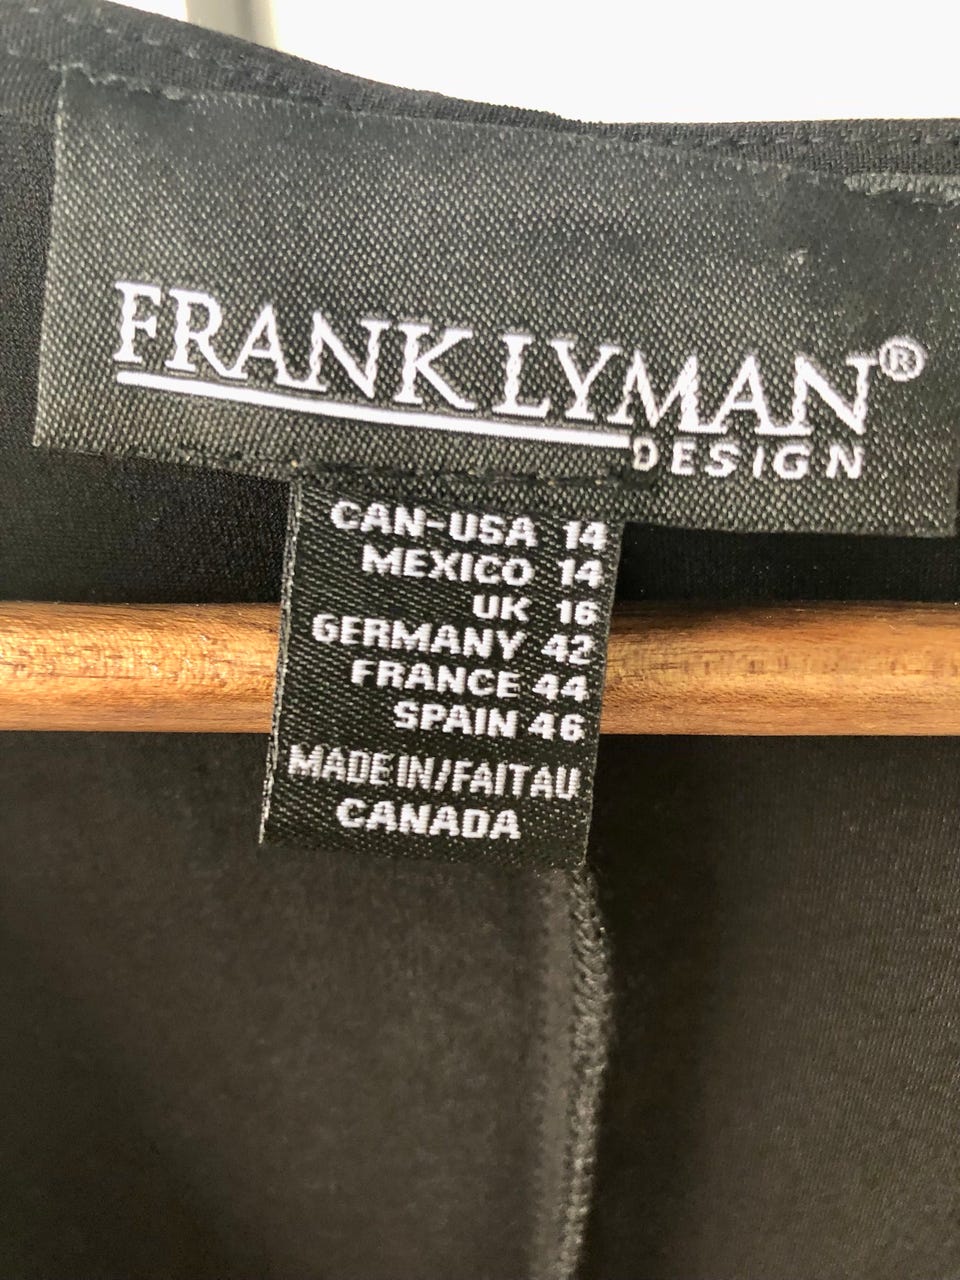 FRANK LYMAN®
DESIGN
CAN-USA 14
MEXICO 14
UK 16
GERMANY 42
FRANCE 44
SPAIN 46
MADE IN/FAIT AU
CANADA